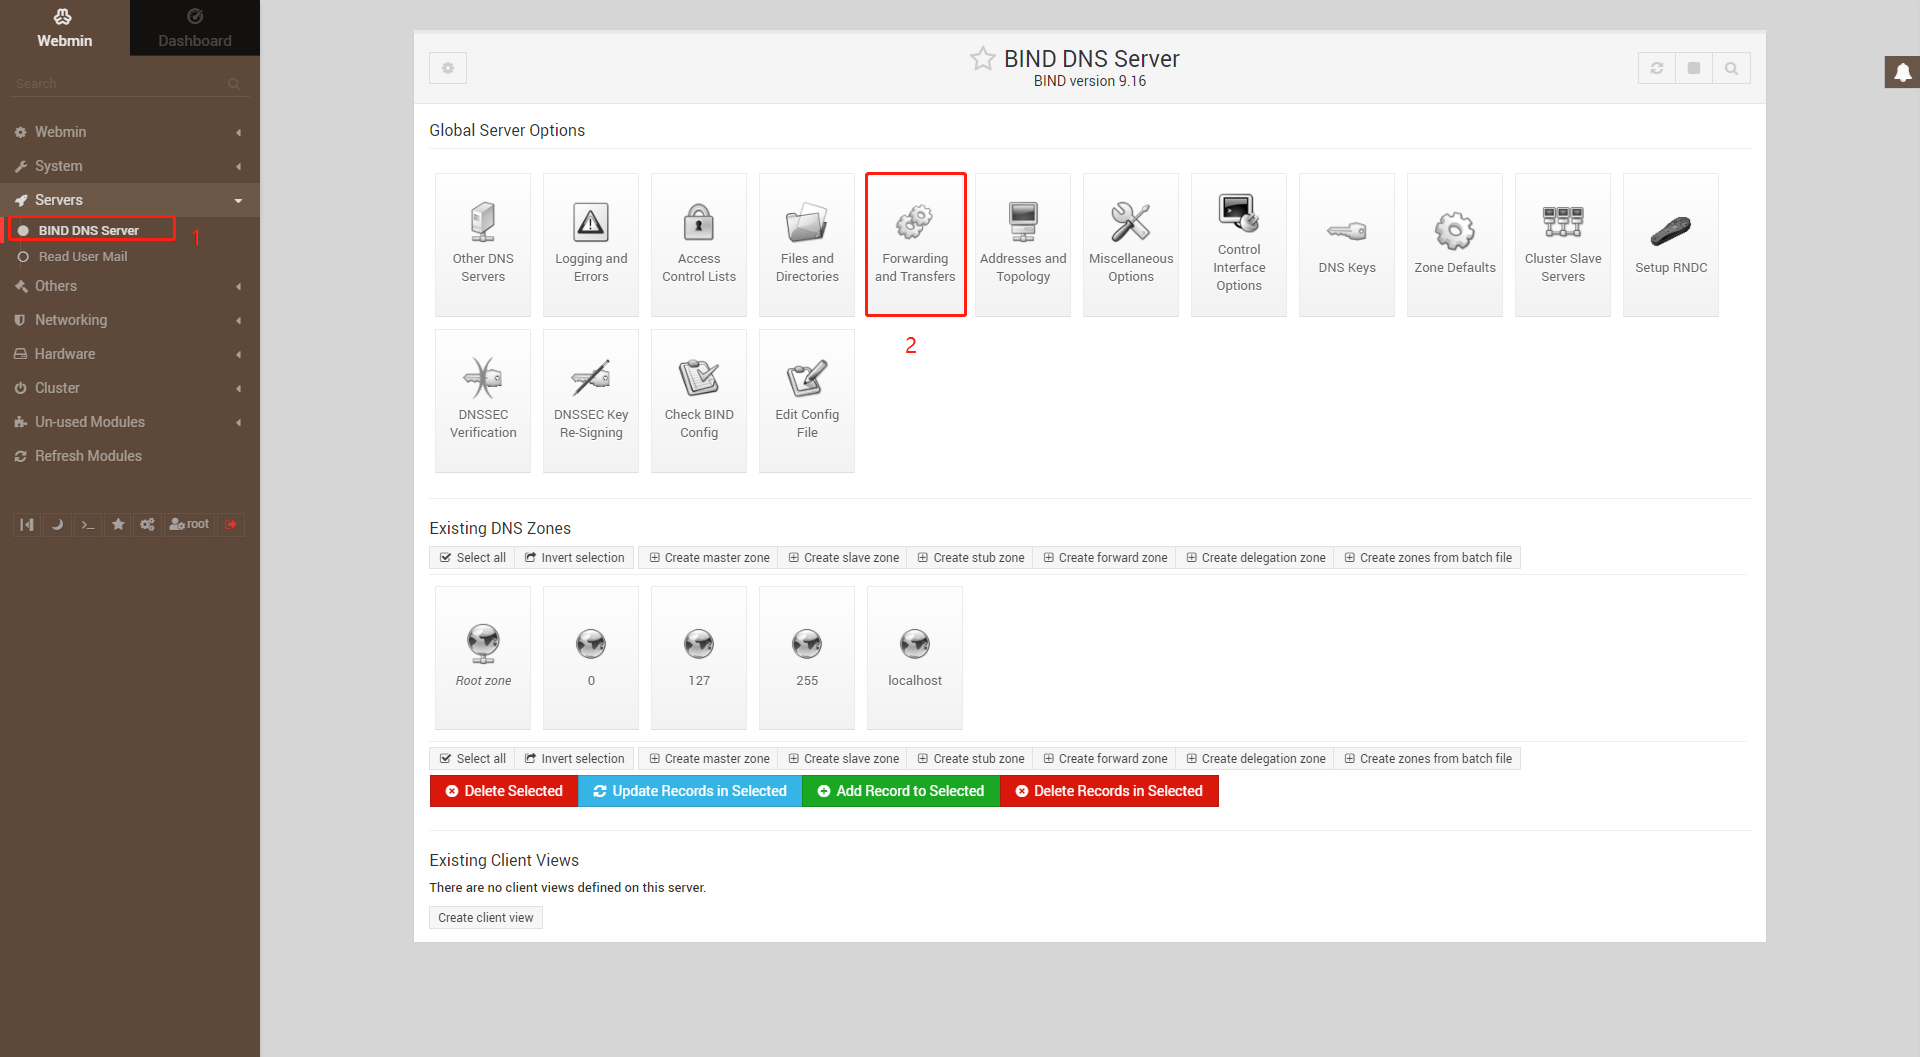 Webmin
Dashboard
Search
Webmin
System
Servers
BIND DNS Server
1
Read User Mail
Others
Networking
Hardware
Cluster
Un-used Modules
Refresh Modules
root
BIND DNS Server
BIND version 9.16
Global Server Options
Other DNS
Servers
Logging and
Errors
Access
Control Lists
Files and
Directories
Forwarding
and Transfers
Addresses and
Topology
Miscellaneous
Options
Control
Interface
Options
DNS Keys
Zone Defaults
Cluster Slave
Servers
Setup RNDC
2
DNSSEC
Verification
DNSSEC Key
Re-Signing
Check BIND
Config
Edit Config
File
Existing DNS Zones
Select all Invert selection Create master zone Create slave zone Create stub zone Create forward zone Create delegation zone Create zones from batch file
Root zone
0
127
255
localhost
Select all Invert selection Create master zone Create slave zone Create stub zone Create forward zone Create delegation zone Create zones from batch file
Delete Selected Update Records in Selected Add Record to Selected Delete Records in Selected
Existing Client Views
There are no client views defined on this server.
Create client view